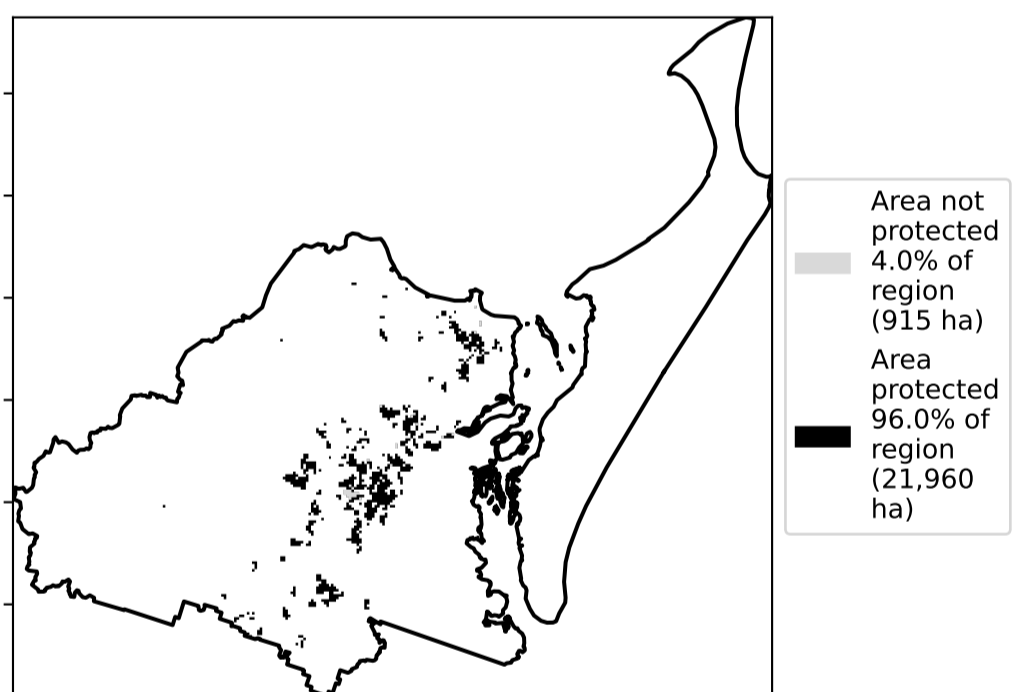 Area not
protected
4.0% of
region
(915 ha)
Area
protected
96.0% of
region
(21,960
ha)